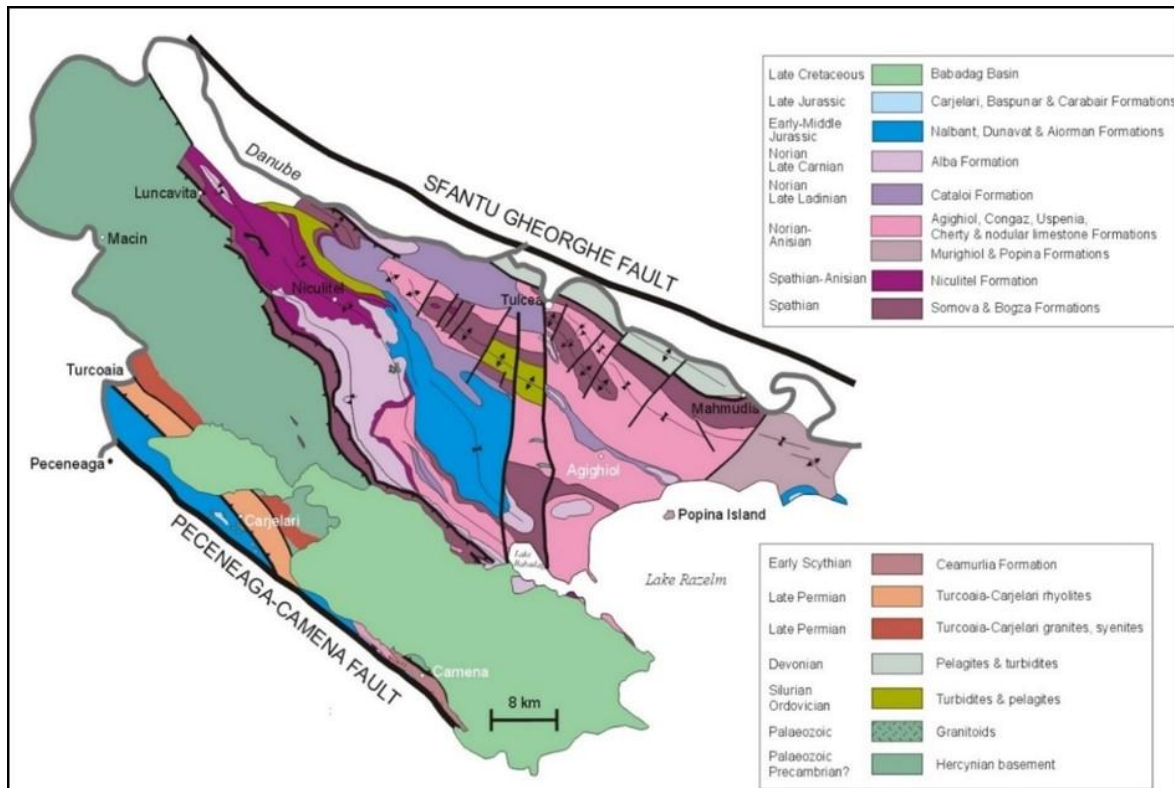 Late Cretaceous Babadag Basin
Late Jurassic Carjelari, Baspunar & Carabair Formations
Early-Middle
Jurassic Nalbant, Dunavat & Aiorman Formations
Norian
Late Carnian Alba Formation
Norian
Late Ladinian Cataloi Formation
Norian-
Anisian Agighiol, Congaz, Uspenia,
Cherty & nodular limestone Formations
Murighiol & Popina Formations
Spathian-Anisian Niculitel Formation
Spathian Somova & Bogza Formations
Danube
SFANTU GHEORGHE FAULT
Luncavita
Macin
Niculitel
Tulcea
Turcoaia
Mahmudia
Peceneaga
Agighiol
Popina Island
Carjelari
Lake
Lake Razelm
PECENEAGA-CAMENA FAULT
Camena
8 km
Early Scythian Ceamurlia Formation
Late Permian Turcoaia-Carjelari rhyolites
Late Permian Turcoaia-Carjelari granites, syenites
Devonian Pelagites & turbidites
Silurian
Ordovician Turbidites & pelagites
Palaeozoic Granitoids
Palaeozoic
Precambrian? Hercynian basement